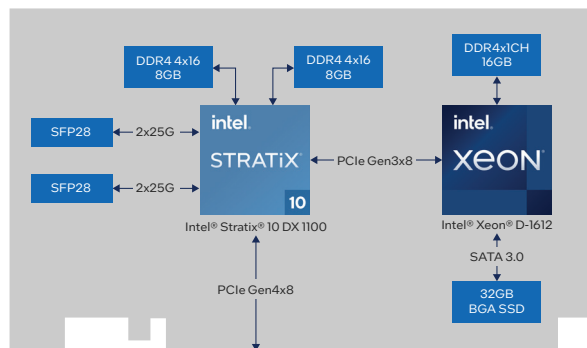 DDR4 4x16
8GB
DDR4 4x16
8GB
DDR4x1CH
16GB
SFP28
2x25G
intel.
STRATiX
10
PCIe Gen3x8
intel.
xeon
SFP28
2x25G
Intel® Stratix® 10 DX 1100
Intel® Xeon® D-1612
SATA 3.0
PCIe Gen4x8
32GB
BGA SSD